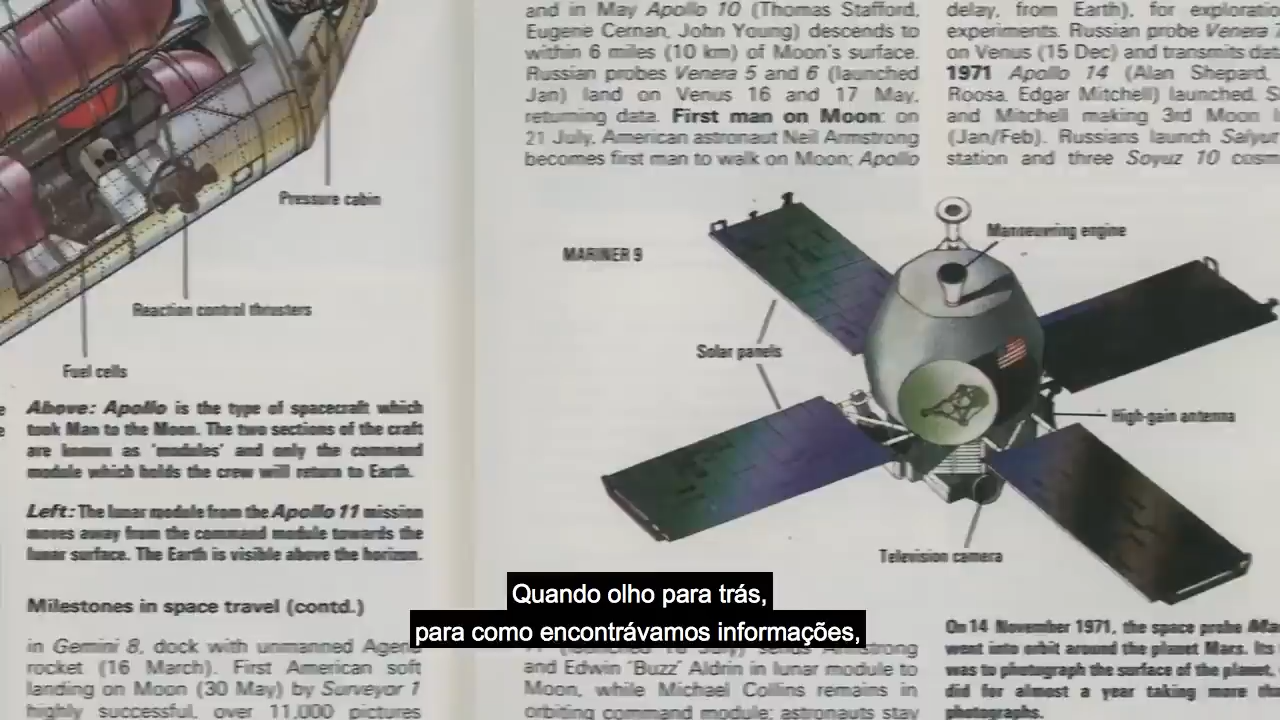 Pressure cabin
Reaction control thrusters
Fuel cells
Above: Apollo is the type of spacecraft which
took Man to the Moon. The two sections of the craft
are known as 'modules' and only the command
module which holds the crew will return to Earth.
Left: The lunar module from the Apollo 11 mission
moves away from the command module towards the
lunar surface. The Earth is visible above the horizon.
Milestones in space travel (contd.)
in Gemini 8, dock with unmanned Agena
rocket (16 March). First American soft
landing on Moon (30 May) by Surveyor 1
highly successful, over 11,000 pictures
and in May Apollo 10 (Thomas Stafford,
Eugene Cernan, John Young) descends to
within 6 miles (10 km) of Moon's surface.
Russian probes Venera 5 and 6 (launched
Jan) land on Venus 16 and 17 May,
returning data. First man on Moon: on
21 July, American astronaut Neil Armstrong
becomes first man to walk on Moon; Apollo
MARINER 9
Manoeuvring engine
Solar panels
High-gain antenna
Television camera
and Edwin 'Buzz' Aldrin in lunar module to
Moon, while Michael Collins remains in
orbiting command module; astronauts stay
delay, from Earth), for
experiments. Russian probe Venera
on Venus (15 Dec) and transmits
1971 Apollo 14 (Alan Shepard,
Roosa, Edgar Mitchell) launched.
and Mitchell making 3rd Moon
(Jan/Feb). Russians launch
station and three Soyuz 10
On 14 November 1971, the space probe
went into orbit around the planet Mars. Its
was to photograph the surface of the planet,
did for almost a year taking more
photographs.
Quando olho para trás,
para como encontrávamos informações,